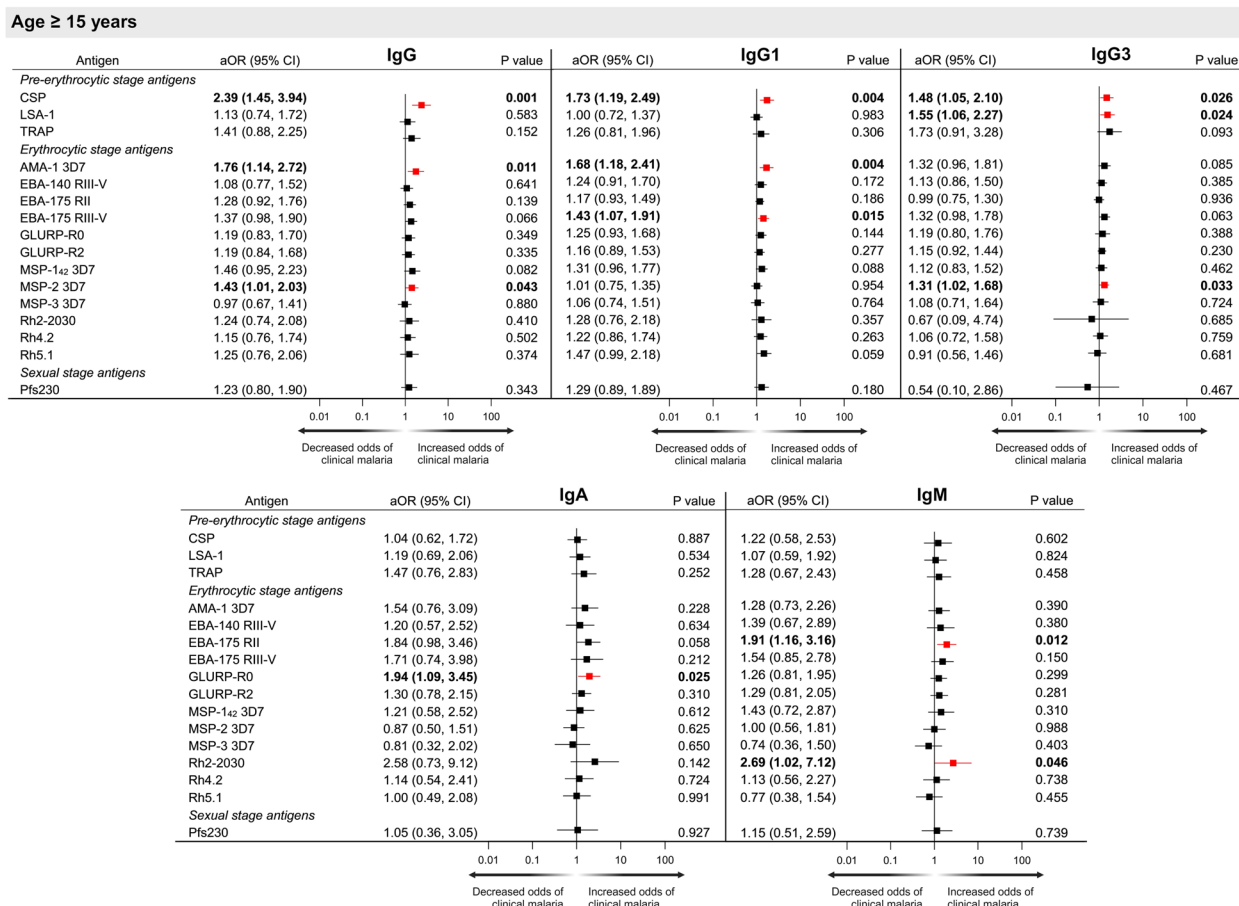 Age ≥ 15 years
Antigen aOR (95% CI) IgG P value aOR (95% CI) IgG1 P value aOR (95% CI) IgG3 P value
Pre-erythrocytic stage antigens
CSP 2.39 (1.45, 3.94) 0.001 1.73 (1.19, 2.49) 0.004 1.48 (1.05, 2.10) 0.026
LSA-1 1.13 (0.74, 1.72) 0.583 1.00 (0.72, 1.37) 0.983 1.55 (1.06, 2.27) 0.024
TRAP 1.41 (0.88, 2.25) 0.152 1.26 (0.81, 1.96) 0.306 1.73 (0.91, 3.28) 0.093
Erythrocytic stage antigens
AMA-1 3D7 1.76 (1.14, 2.72) 0.011 1.68 (1.18, 2.41) 0.004 1.32 (0.96, 1.81) 0.085
EBA-140 RIII-V 1.08 (0.77, 1.52) 0.641 1.24 (0.91, 1.70) 0.172 1.13 (0.86, 1.50) 0.385
EBA-175 RII 1.28 (0.92, 1.76) 0.139 1.17 (0.93, 1.49) 0.186 0.99 (0.75, 1.30) 0.936
EBA-175 RIII-V 1.37 (0.98, 1.90) 0.066 1.43 (1.07, 1.91) 0.015 1.32 (0.98, 1.78) 0.063
GLURP-R0 1.19 (0.83, 1.70) 0.349 1.25 (0.93, 1.68) 0.144 1.19 (0.80, 1.76) 0.388
GLURP-R2 1.19 (0.84, 1.68) 0.335 1.16 (0.89, 1.53) 0.277 1.15 (0.92, 1.44) 0.230
MSP-1₄₂ 3D7 1.46 (0.95, 2.23) 0.082 1.31 (0.96, 1.77) 0.088 1.12 (0.83, 1.52) 0.462
MSP-2 3D7 1.43 (1.01, 2.03) 0.043 1.01 (0.75, 1.35) 0.954 1.31 (1.02, 1.68) 0.033
MSP-3 3D7 0.97 (0.67, 1.41) 0.880 1.06 (0.74, 1.51) 0.764 1.08 (0.71, 1.64) 0.724
Rh2-2030 1.24 (0.74, 2.08) 0.410 1.28 (0.76, 2.18) 0.357 0.67 (0.09, 4.74) 0.685
Rh4.2 1.15 (0.76, 1.74) 0.502 1.22 (0.86, 1.74) 0.263 1.06 (0.72, 1.58) 0.759
Rh5.1 1.25 (0.76, 2.06) 0.374 1.47 (0.99, 2.18) 0.059 0.91 (0.56, 1.46) 0.681
Sexual stage antigens
Pfs230 1.23 (0.80, 1.90) 0.343 1.29 (0.89, 1.89) 0.180 0.54 (0.10, 2.86) 0.467
0.01 0.1 1 10 100 0.01 0.1 1 10 100 0.01 0.1 1 10 100
Decreased odds of Increased odds of Decreased odds of Increased odds of Decreased odds of Increased odds of
clinical malaria clinical malaria clinical malaria clinical malaria clinical malaria clinical malaria
Antigen aOR (95% CI) IgA P value aOR (95% CI) IgM P value
Pre-erythrocytic stage antigens
CSP 1.04 (0.62, 1.72) 0.887 1.22 (0.58, 2.53) 0.602
LSA-1 1.19 (0.69, 2.06) 0.534 1.07 (0.59, 1.92) 0.824
TRAP 1.47 (0.76, 2.83) 0.252 1.28 (0.67, 2.43) 0.458
Erythrocytic stage antigens
AMA-1 3D7 1.54 (0.76, 3.09) 0.228 1.28 (0.73, 2.26) 0.390
EBA-140 RIII-V 1.20 (0.57, 2.52) 0.634 1.39 (0.67, 2.89) 0.380
EBA-175 RII 1.84 (0.98, 3.46) 0.058 1.91 (1.16, 3.16) 0.012
EBA-175 RIII-V 1.71 (0.74, 3.98) 0.212 1.54 (0.85, 2.78) 0.150
GLURP-R0 1.94 (1.09, 3.45) 0.025 1.26 (0.81, 1.95) 0.299
GLURP-R2 1.30 (0.78, 2.15) 0.310 1.29 (0.81, 2.05) 0.281
MSP-1₄₂ 3D7 1.21 (0.58, 2.52) 0.612 1.43 (0.72, 2.87) 0.310
MSP-2 3D7 0.87 (0.50, 1.51) 0.625 1.00 (0.56, 1.81) 0.988
MSP-3 3D7 0.81 (0.32, 2.02) 0.650 0.74 (0.36, 1.50) 0.403
Rh2-2030 2.58 (0.73, 9.12) 0.142 2.69 (1.02, 7.12) 0.046
Rh4.2 1.14 (0.54, 2.41) 0.724 1.13 (0.56, 2.27) 0.738
Rh5.1 1.00 (0.49, 2.08) 0.991 0.77 (0.38, 1.54) 0.455
Sexual stage antigens
Pfs230 1.05 (0.36, 3.05) 0.927 1.15 (0.51, 2.59) 0.739
0.01 0.1 1 10 100 0.01 0.1 1 10 100
Decreased odds of Increased odds of Decreased odds of Increased odds of
clinical malaria clinical malaria clinical malaria clinical malaria